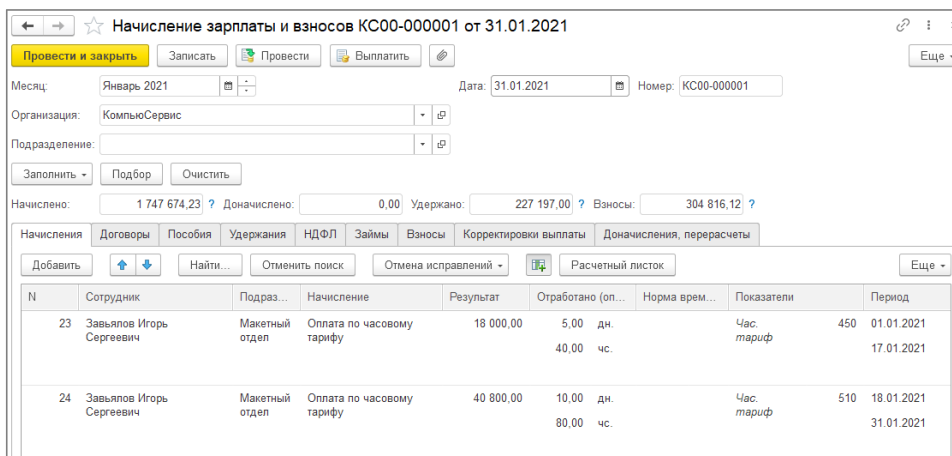 Начисление зарплаты и взносов КС00-000001 от 31.01.2021
Провести и закрыть Записать Провести Выплатить Еще
Месяц: Январь 2021 Дата: 31.01.2021 Номер: КС00-000001
Организация: КомпьюСервис
Подразделение:
Заполнить Подбор Очистить
Начислено: 1 747 674,23 ? Доначислено: 0,00 Удержано: 227 197,00 ? Взносы: 304 816,12 ?
Начисления Договоры Пособия Удержания НДФЛ Займы Взносы Корректировки выплаты Доначисления, перерасчеты
Добавить Найти... Отменить поиск Отмена исправлений Расчетный листок Еще
N Сотрудник Подраз... Начисление Результат Отработано (оп... Норма врем... Показатели Период
23 Завьялов Игорь Макетный Оплата по часовому 18 000,00 5,00 дн. Час. 450 01.01.2021
Сергеевич отдел тарифу тариф
40,00 чс. 17.01.2021
24 Завьялов Игорь Макетный Оплата по часовому 40 800,00 10,00 дн. Час. 510 18.01.2021
Сергеевич отдел тарифу тариф
80,00 чс. 31.01.2021